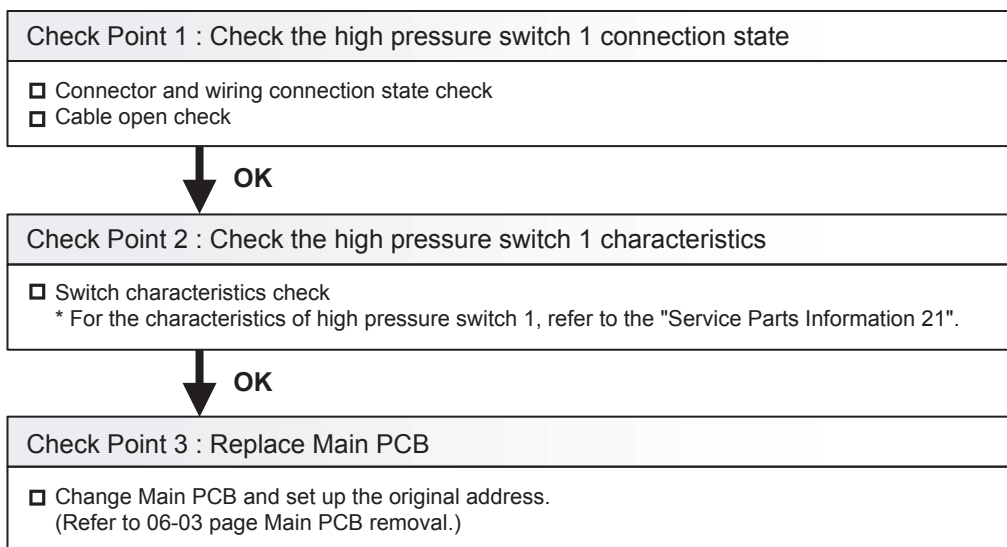 Check Point 1 : Check the high pressure switch 1 connection state
Connector and wiring connection state check
Cable open check
OK
Check Point 2 : Check the high pressure switch 1 characteristics
Switch characteristics check
* For the characteristics of high pressure switch 1, refer to the "Service Parts Information 21".
OK
Check Point 3 : Replace Main PCB
Change Main PCB and set up the original address.
(Refer to 06-03 page Main PCB removal.)